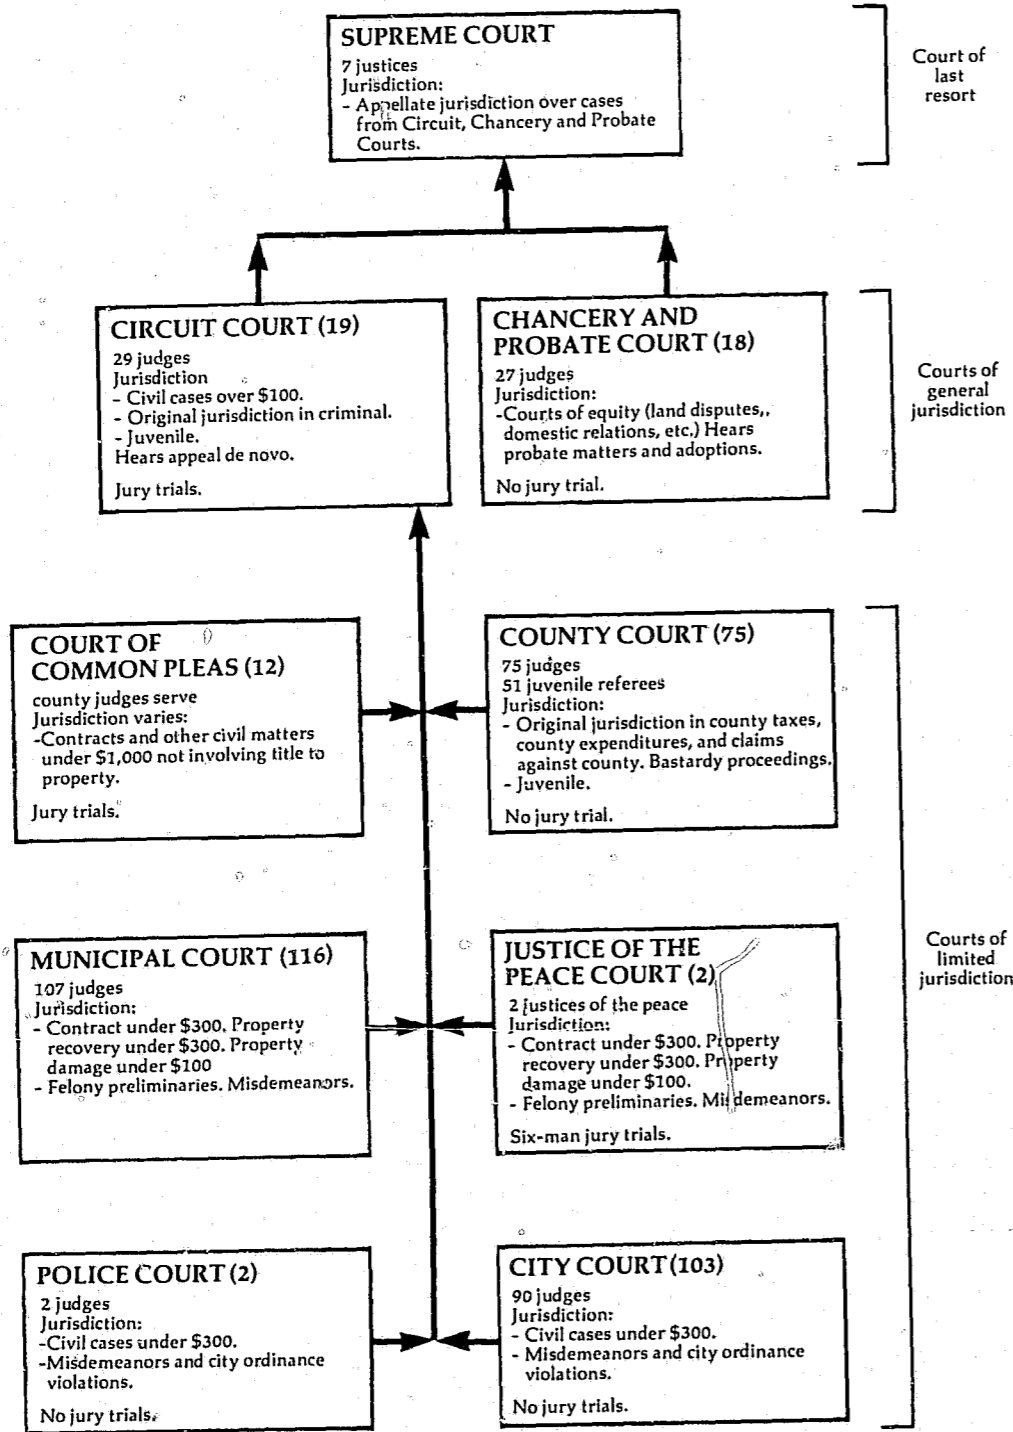 SUPREME COURT
7 justices
Jurisdiction:
- Appellate jurisdiction over cases
from Circuit, Chancery and Probate
Courts.
Court of
last
resort
CIRCUIT COURT (19)
29 judges
Jurisdiction
- Civil cases over $100.
- Original jurisdiction in criminal.
- Juvenile.
Hears appeal de novo.
Jury trials.
CHANCERY AND
PROBATE COURT (18)
27 judges
Jurisdiction:
-Courts of equity (land disputes,
domestic relations, etc.) Hears
probate matters and adoptions.
No jury trial.
Courts of
general
jurisdiction
COURT OF
COMMON PLEAS (12)
county judges serve
Jurisdiction varies:
-Contracts and other civil matters
under $1,000 not involving title to
property.
Jury trials.
COUNTY COURT (75)
75 judges
51 juvenile referees
Jurisdiction:
- Original jurisdiction in county taxes,
county expenditures, and claims
against county. Bastardy proceedings.
- Juvenile.
No jury trial.
MUNICIPAL COURT (116)
107 judges
Jurisdiction:
- Contract under $300. Property
recovery under $300. Property
damage under $100
- Felony preliminaries. Misdemeanors.
JUSTICE OF THE
PEACE COURT (2)
2 justices of the peace
Jurisdiction:
- Contract under $300. Property
recovery under $300. Property
damage under $100.
- Felony preliminaries. Misdemeanors.
Six-man jury trials.
Courts of
limited
jurisdiction
POLICE COURT (2)
2 judges
Jurisdiction:
-Civil cases under $300.
-Misdemeanors and city ordinance
violations.
No jury trials.
CITY COURT (103)
90 judges
Jurisdiction:
- Civil cases under $300.
- Misdemeanors and city ordinance
violations.
No jury trials.